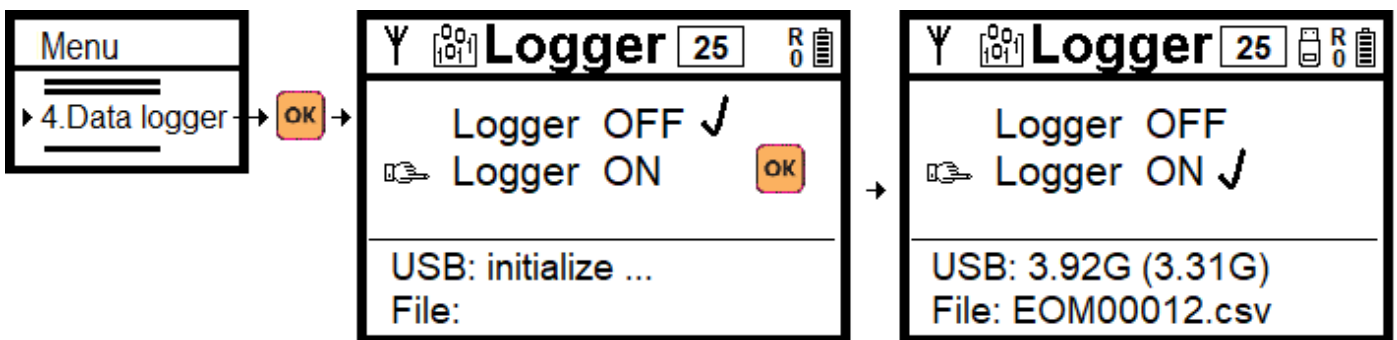 Menu
4.Data logger
OK
Logger 25 R 0
Logger OFF
Logger ON OK
USB: initialize ...
File:
Logger 25 R 0
Logger OFF
Logger ON
USB: 3.92G (3.31G)
File: EOM00012.csv